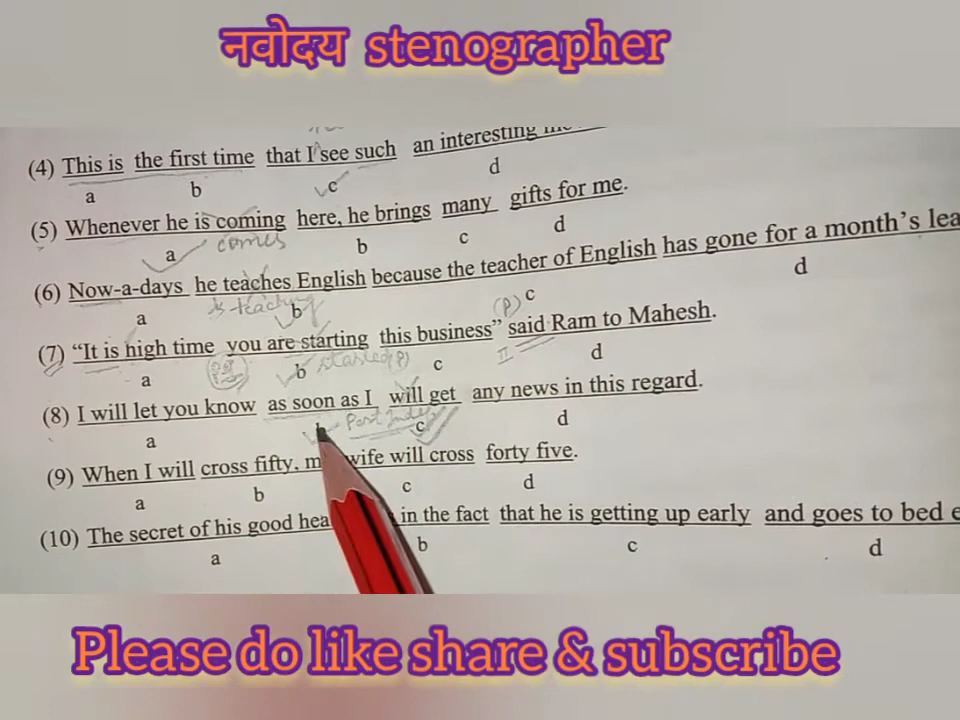 नवोदय stenographer
(4) This is the first time that I see such an interesting
a b c d
(5) Whenever he is coming here, he brings many gifts for me.
a comes b c d
(6) Now-a-days he teaches English because the teacher of English has gone for a month's lea
a is teaching b c d
(P)
(7) "It is high time you are starting this business" said Ram to Mahesh.
a b started (P) c II d
(8) I will let you know as soon as I will get any news in this regard.
a c d
(9) When I will cross fifty, wife will cross forty five.
a b c d
(10) The secret of his good hea in the fact that he is getting up early and goes to bed e
a b c d
Please do like share & subscribe